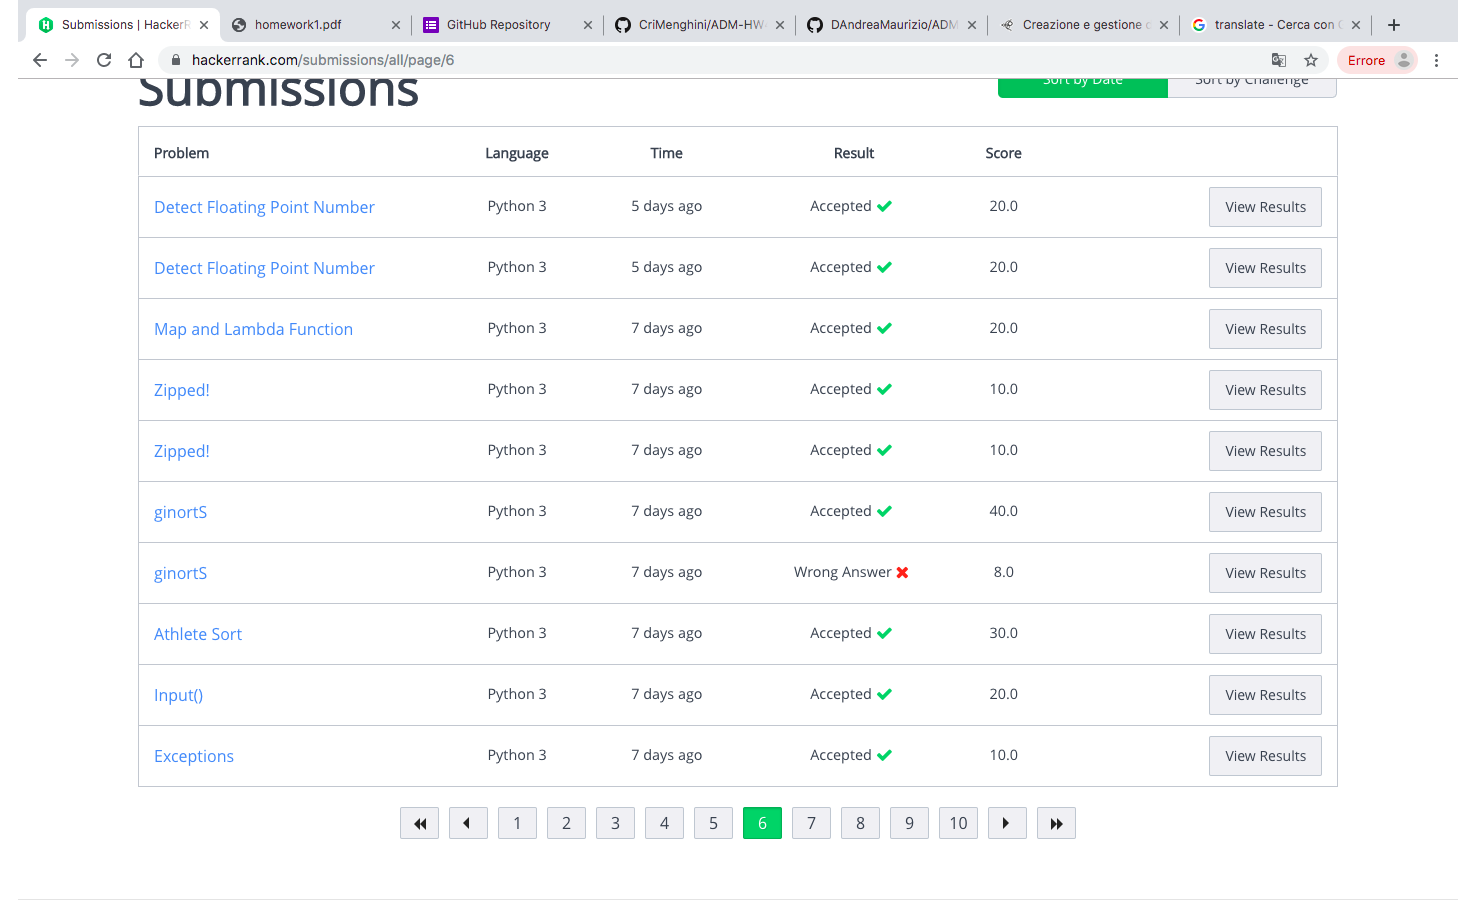 Submissions | HackerR
homework1.pdf
GitHub Repository
CriMenghini/ADM-HW
DAndreaMaurizio/ADM
Creazione e gestione
translate - Cerca con
hackerrank.com/submissions/all/page/6
Errore
Submissions
Sort by Date
Sort by Challenge
Problem Language Time Result Score
Detect Floating Point Number Python 3 5 days ago Accepted 20.0 View Results
Detect Floating Point Number Python 3 5 days ago Accepted 20.0 View Results
Map and Lambda Function Python 3 7 days ago Accepted 20.0 View Results
Zipped! Python 3 7 days ago Accepted 10.0 View Results
Zipped! Python 3 7 days ago Accepted 10.0 View Results
ginortS Python 3 7 days ago Accepted 40.0 View Results
ginortS Python 3 7 days ago Wrong Answer 8.0 View Results
Athlete Sort Python 3 7 days ago Accepted 30.0 View Results
Input() Python 3 7 days ago Accepted 20.0 View Results
Exceptions Python 3 7 days ago Accepted 10.0 View Results
1 2 3 4 5 6 7 8 9 10